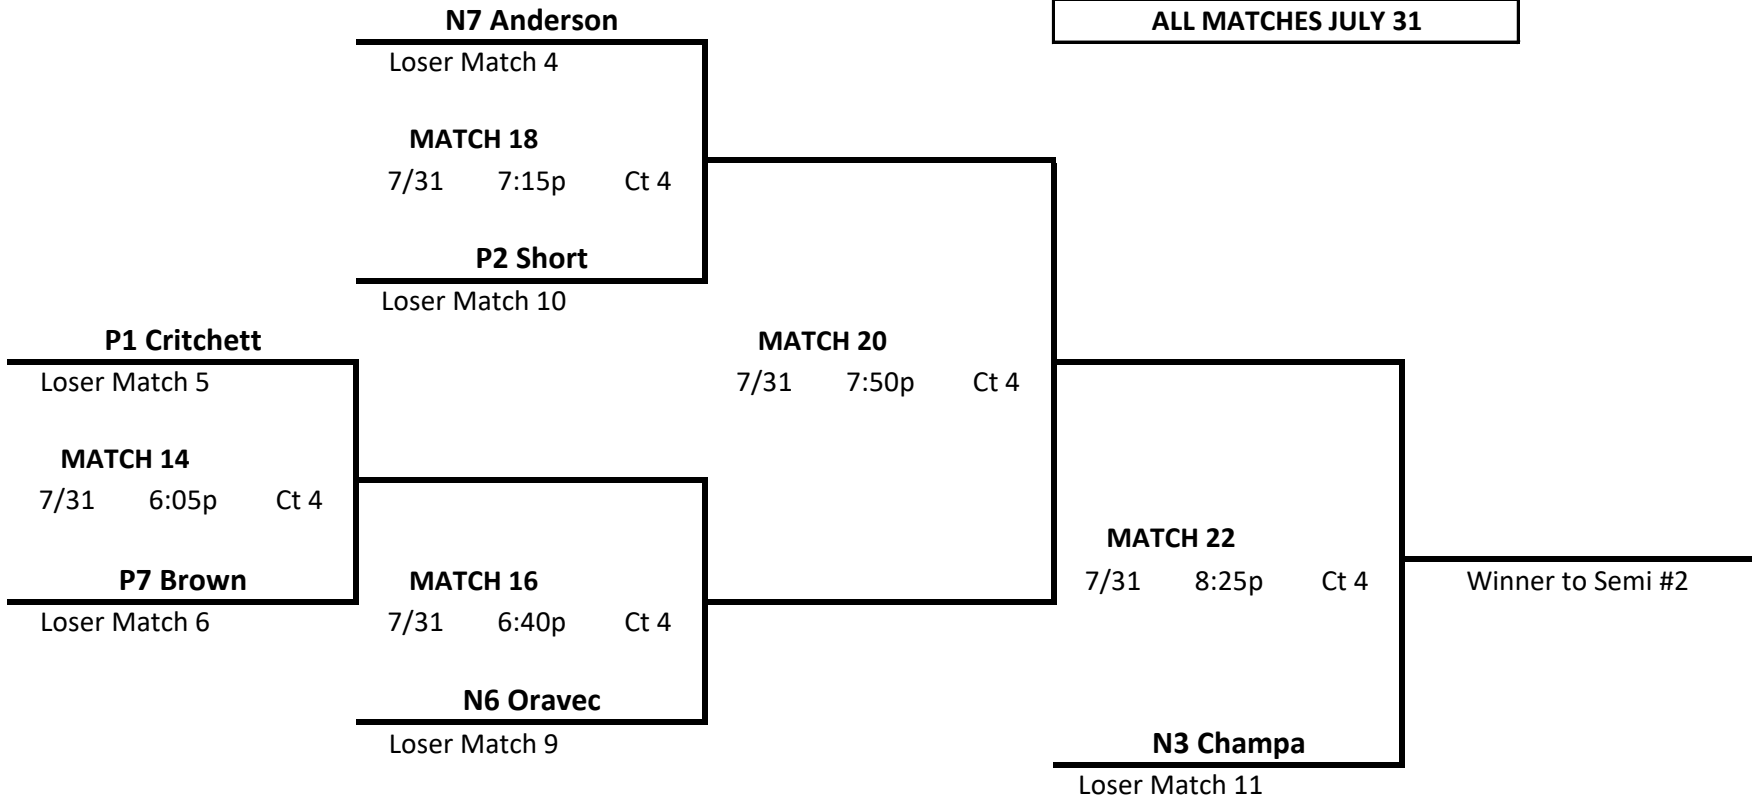 N7 Anderson
ALL MATCHES JULY 31
Loser Match 4
MATCH 18
7/31 7:15p Ct 4
P2 Short
Loser Match 10
P1 Critchett
Loser Match 5
MATCH 20
7/31 7:50p Ct 4
MATCH 14
7/31 6:05p Ct 4
P7 Brown
Loser Match 6
MATCH 16
7/31 6:40p Ct 4
MATCH 22
7/31 8:25p Ct 4
Winner to Semi #2
N6 Oravec
Loser Match 9
N3 Champa
Loser Match 11